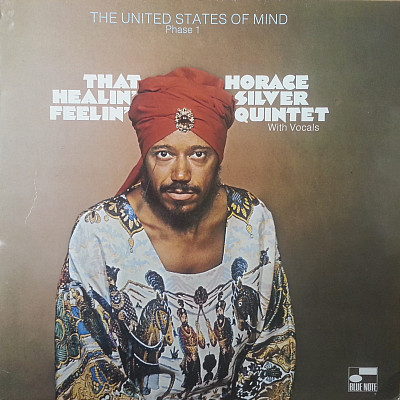 THE UNITED STATES OF MIND
Phase 1
THAT
HEALIN'
FEELIN'
HORACE
SILVER
QUINTET
With Vocals
BLUE NOTE